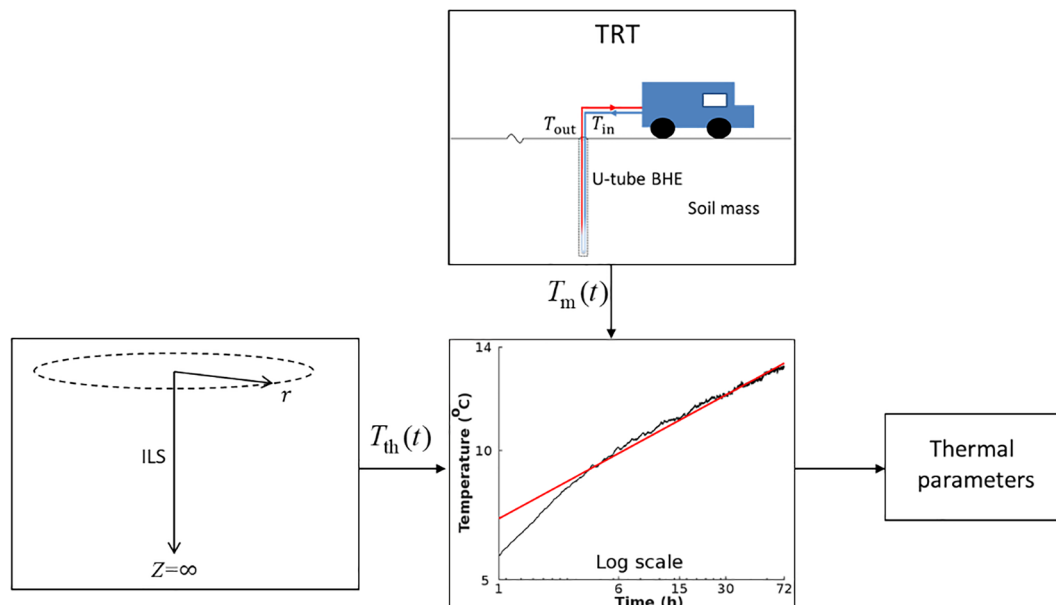 TRT
T_out T_in
U-tube BHE
Soil mass
T_m(t)
r
ILS
Z=∞
T_th(t)
Temperature (°C)
14
10
5
Log scale
1 6 15 30 72
Time (h)
Thermal
parameters